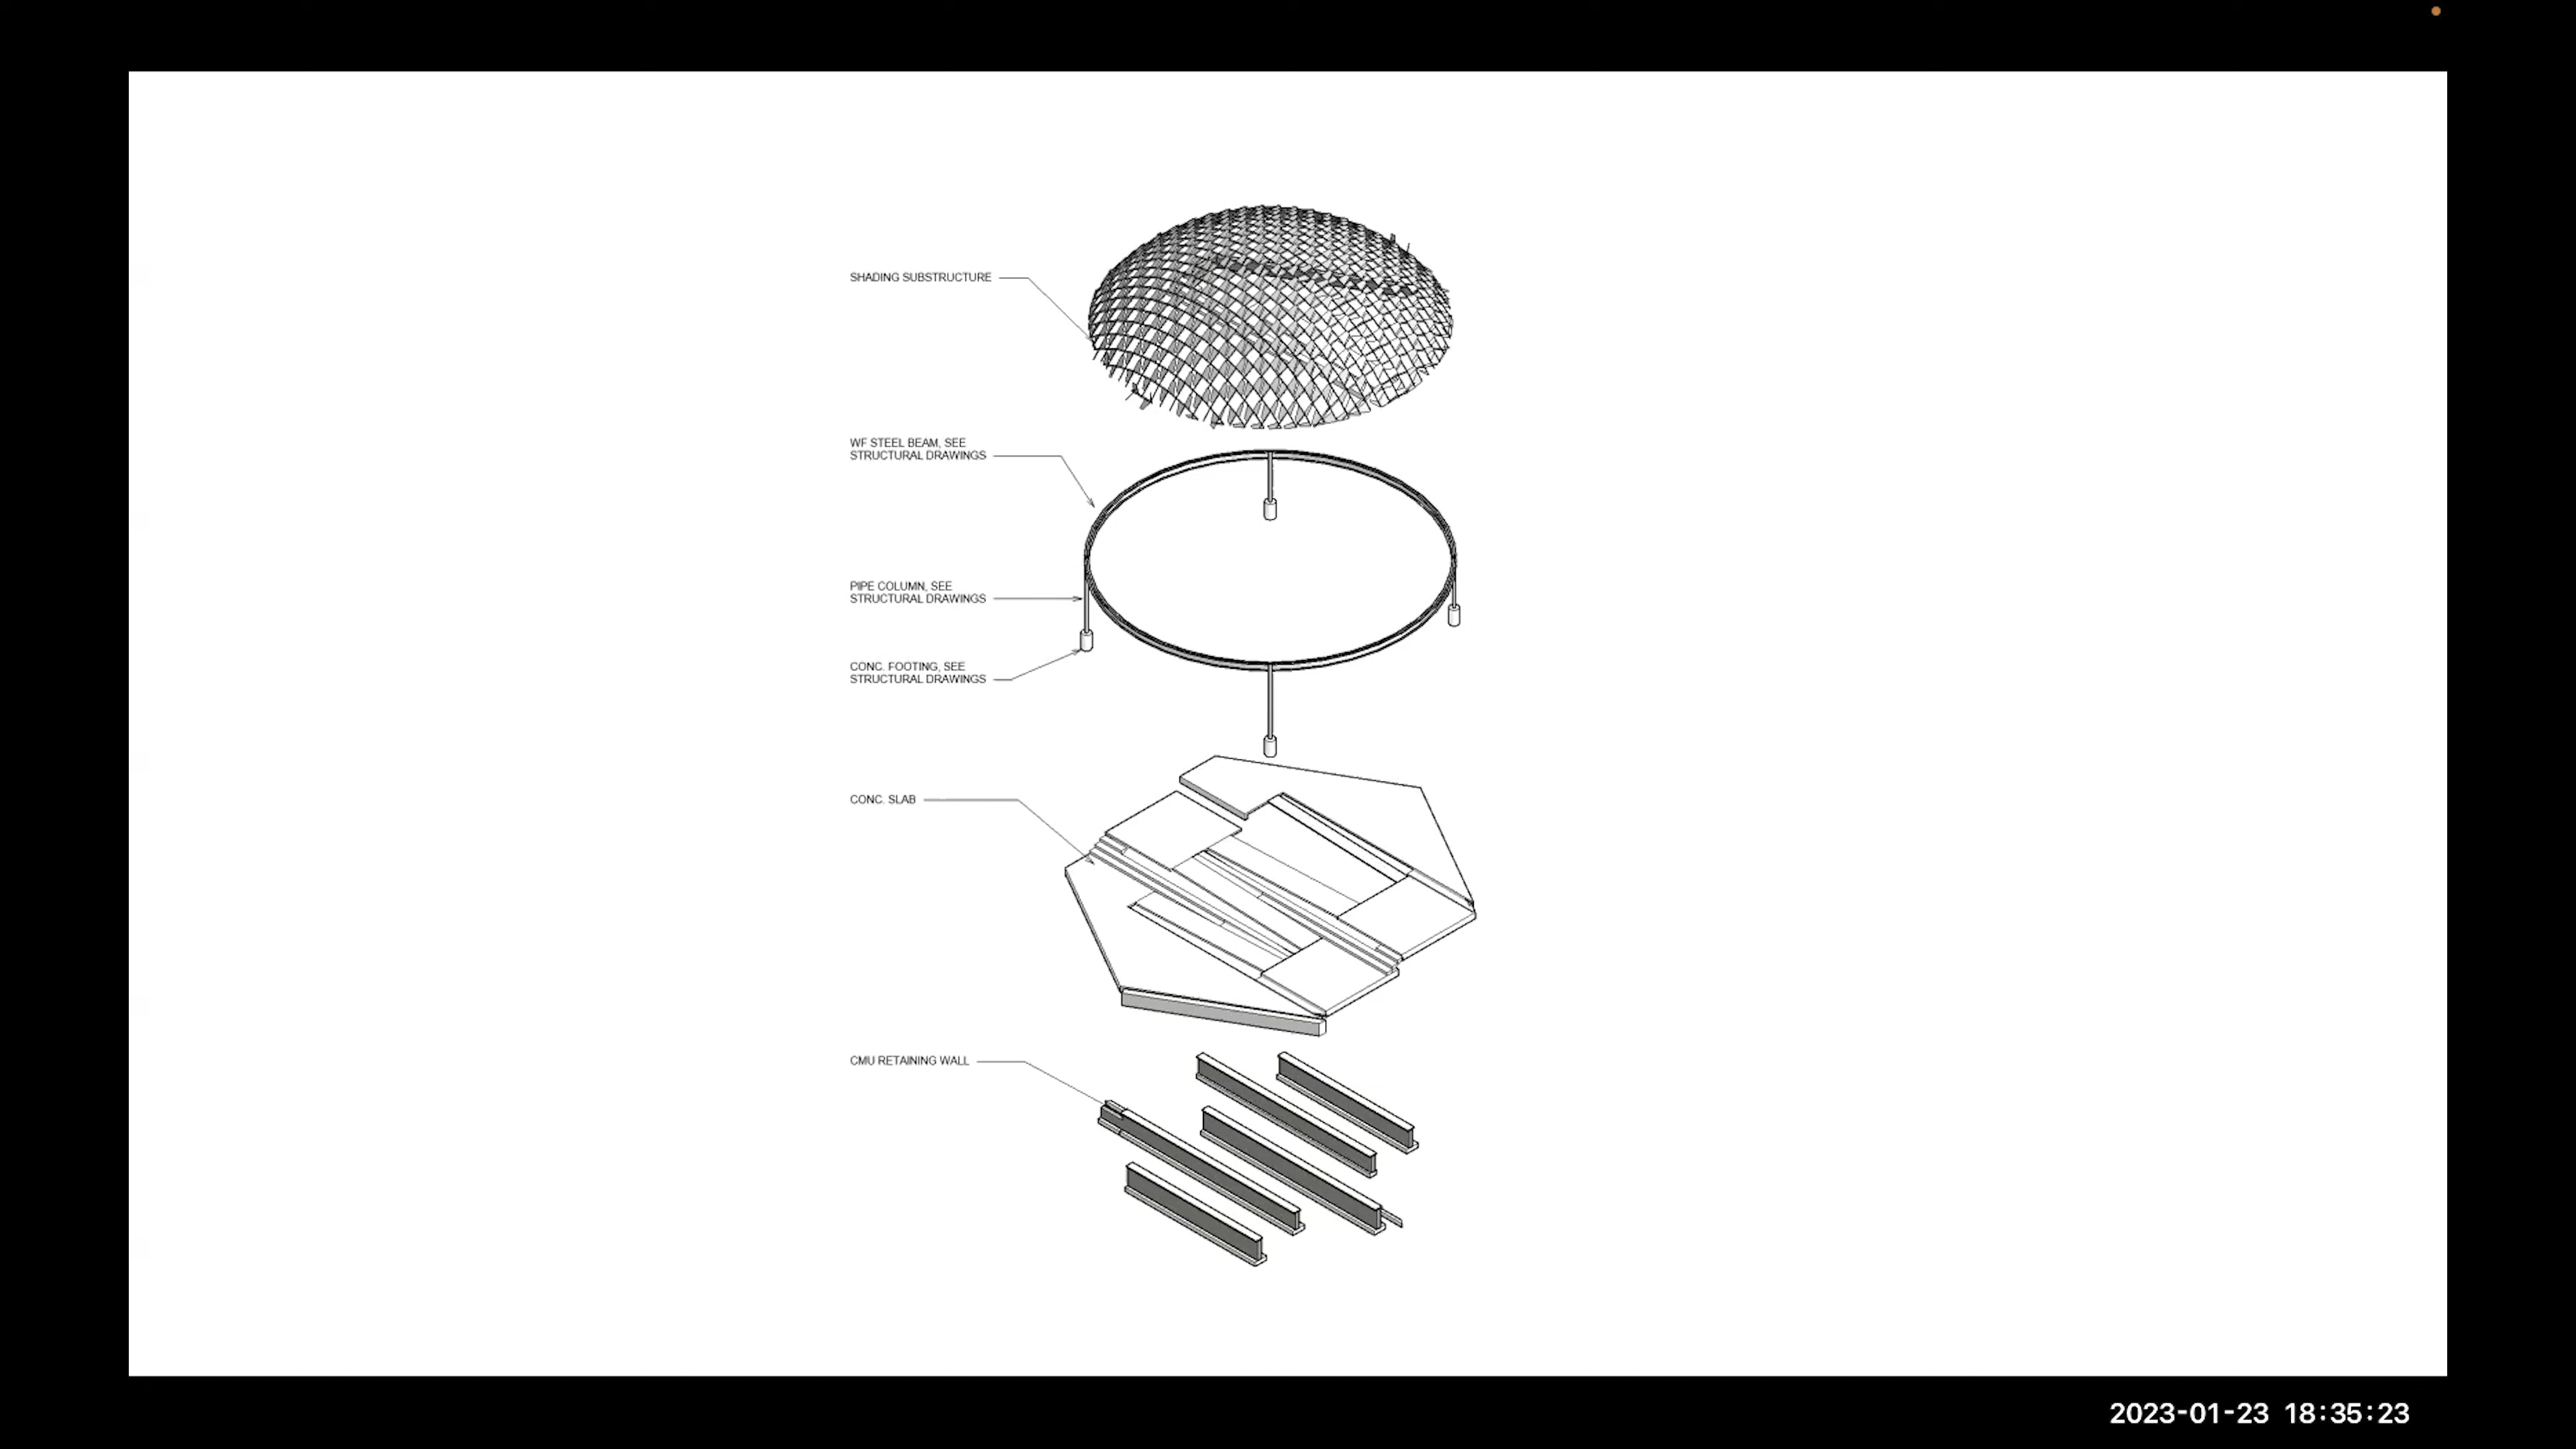 SHADING SUBSTRUCTURE
WF STEEL BEAM, SEE
STRUCTURAL DRAWINGS
PIPE COLUMN, SEE
STRUCTURAL DRAWINGS
CONC. FOOTING, SEE
STRUCTURAL DRAWINGS
CONC. SLAB
CMU RETAINING WALL
2023-01-23 18:35:23